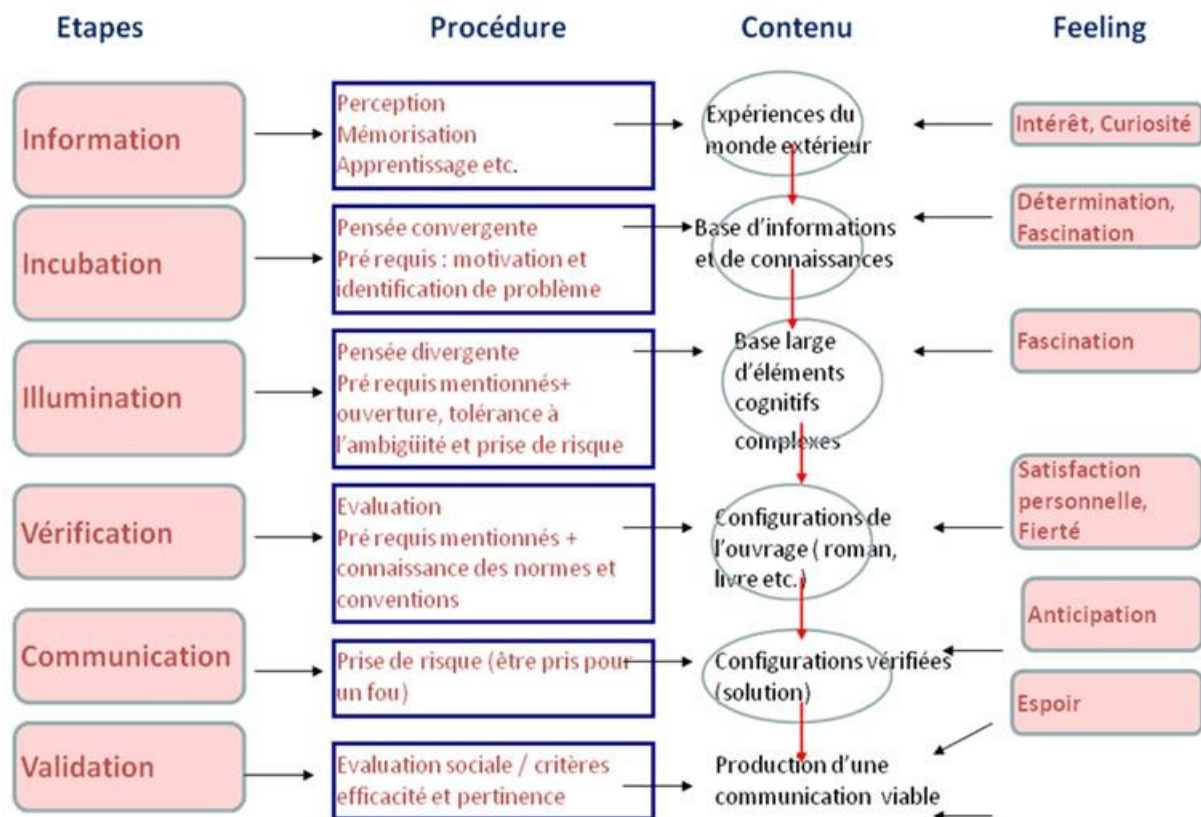 Etapes
Procédure
Contenu
Feeling
Information
Perception
Mémorisation
Apprentissage etc.
Expériences du
monde extérieur
Intérêt, Curiosité
Incubation
Pensée convergente
Pré requis : motivation et
identification de problème
Base d'informations
et de connaissances
Détermination,
Fascination
Illumination
Pensée divergente
Pré requis mentionnés+
ouverture, tolérance à
l'ambigüité et prise de risque
Base large
d'éléments
cognitifs
complexes
Fascination
Vérification
Evaluation
Pré requis mentionnés +
connaissance des normes et
conventions
Configurations de
l'ouvrage ( roman,
livre etc.)
Satisfaction
personnelle,
Fierté
Communication
Prise de risque (être pris pour
un fou)
Configurations vérifiées
(solution)
Anticipation
Validation
Evaluation sociale / critères
efficacité et pertinence
Production d'une
communication viable
Espoir